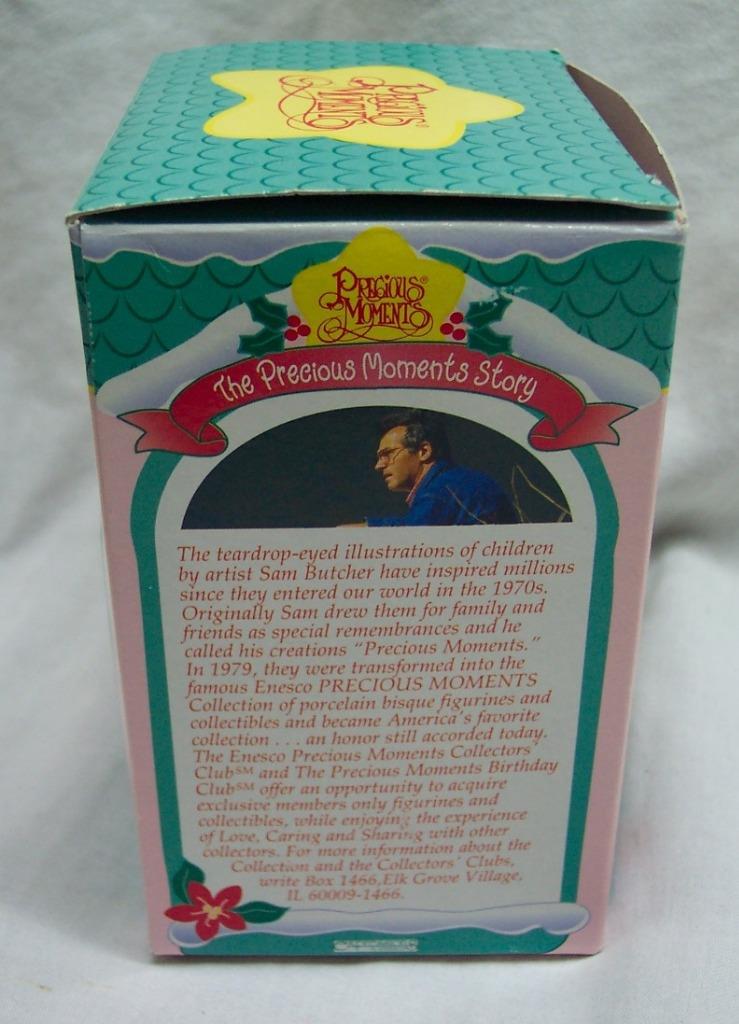 PRECIOUS®
MOMENTS
PRECIOUS®
MOMENTS
The Precious Moments Story
The teardrop-eyed illustrations of children
by artist Sam Butcher have inspired millions
since they entered our world in the 1970s.
Originally Sam drew them for family and
friends as special remembrances and he
called his creations "Precious Moments."
In 1979, they were transformed into the
famous Enesco PRECIOUS MOMENTS
Collection of porcelain bisque figurines and
collectibles and became America's favorite
collection . . . an honor still accorded today.
The Enesco Precious Moments Collectors'
Club℠ and The Precious Moments Birthday
Club℠ offer an opportunity to acquire
exclusive members only figurines and
collectibles, while enjoying the experience
of Love, Caring and Sharing with other
collectors. For more information about the
Collection and the Collectors' Clubs,
write Box 1466, Elk Grove Village,
IL 60009-1466.